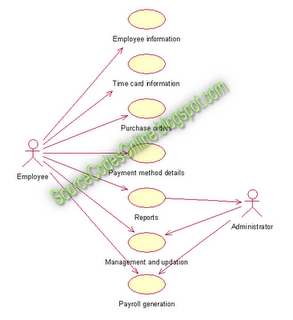 Employee information
Time card information
Purchase orders
Payment method details
Employee
Reports
Administrator
Management and updation
Payroll generation
SourceCodesOnline.blogspot.com